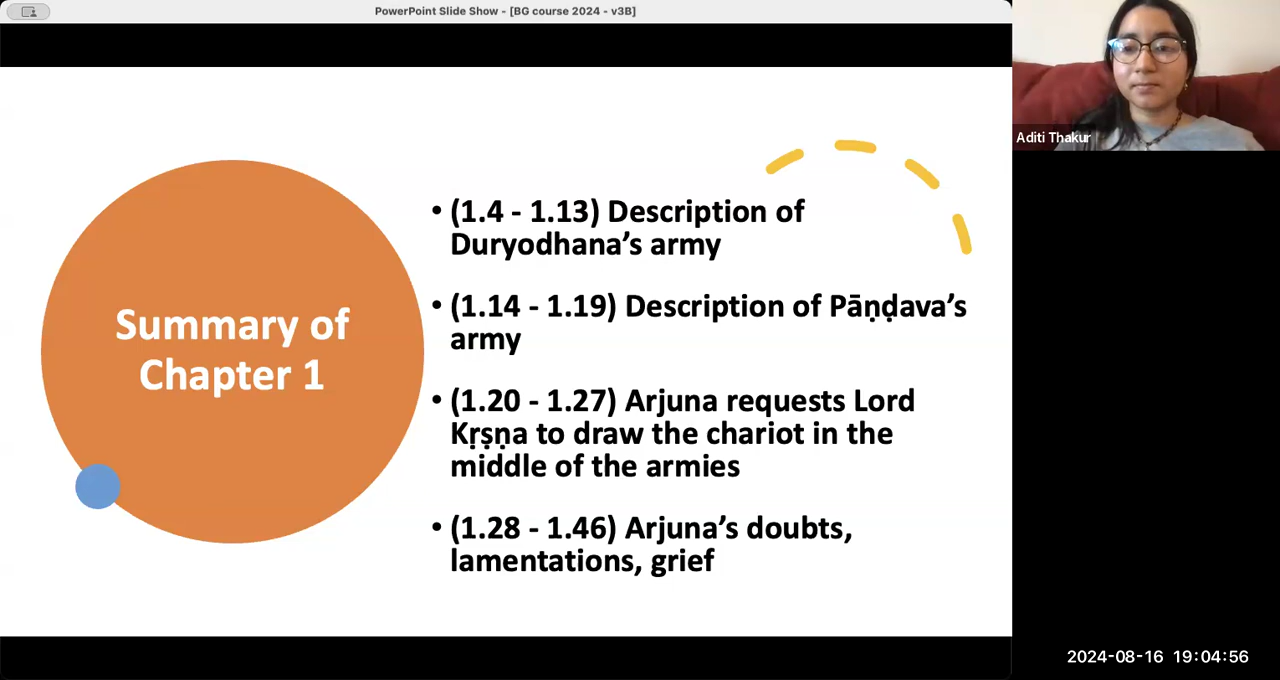 PowerPoint Slide Show - [BG course 2024 - v3B]
Aditi Thakur
Summary of
Chapter 1
• (1.4 - 1.13) Description of
Duryodhana’s army
• (1.14 - 1.19) Description of Pāṇḍava’s
army
• (1.20 - 1.27) Arjuna requests Lord
Kṛṣṇa to draw the chariot in the
middle of the armies
• (1.28 - 1.46) Arjuna’s doubts,
lamentations, grief
2024-08-16 19:04:56